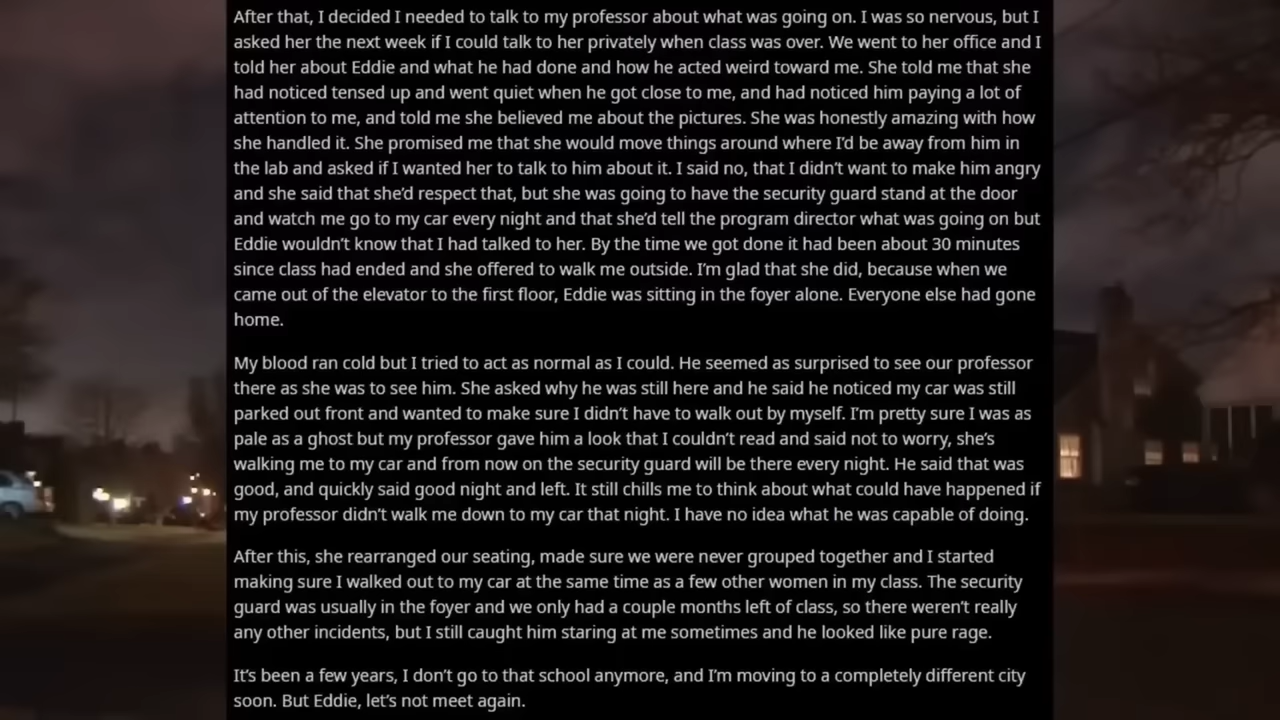 After that, I decided I needed to talk to my professor about what was going on. I was so nervous, but I
asked her the next week if I could talk to her privately when class was over. We went to her office and I
told her about Eddie and what he had done and how he acted weird toward me. She told me that she
had noticed tensed up and went quiet when he got close to me, and had noticed him paying a lot of
attention to me, and told me she believed me about the pictures. She was honestly amazing with how
she handled it. She promised me that she would move things around where I’d be away from him in
the lab and asked if I wanted her to talk to him about it. I said no, that I didn’t want to make him angry
and she said that she’d respect that, but she was going to have the security guard stand at the door
and watch me go to my car every night and that she’d tell the program director what was going on but
Eddie wouldn’t know that I had talked to her. By the time we got done it had been about 30 minutes
since class had ended and she offered to walk me outside. I’m glad that she did, because when we
came out of the elevator to the first floor, Eddie was sitting in the foyer alone. Everyone else had gone
home.
My blood ran cold but I tried to act as normal as I could. He seemed as surprised to see our professor
there as she was to see him. She asked why he was still here and he said he noticed my car was still
parked out front and wanted to make sure I didn’t have to walk out by myself. I’m pretty sure I was as
pale as a ghost but my professor gave him a look that I couldn’t read and said not to worry, she’s
walking me to my car and from now on the security guard will be there every night. He said that was
good, and quickly said good night and left. It still chills me to think about what could have happened if
my professor didn’t walk me down to my car that night. I have no idea what he was capable of doing.
After this, she rearranged our seating, made sure we were never grouped together and I started
making sure I walked out to my car at the same time as a few other women in my class. The security
guard was usually in the foyer and we only had a couple months left of class, so there weren’t really
any other incidents, but I still caught him staring at me sometimes and he looked like pure rage.
It’s been a few years, I don’t go to that school anymore, and I’m moving to a completely different city
soon. But Eddie, let’s not meet again.